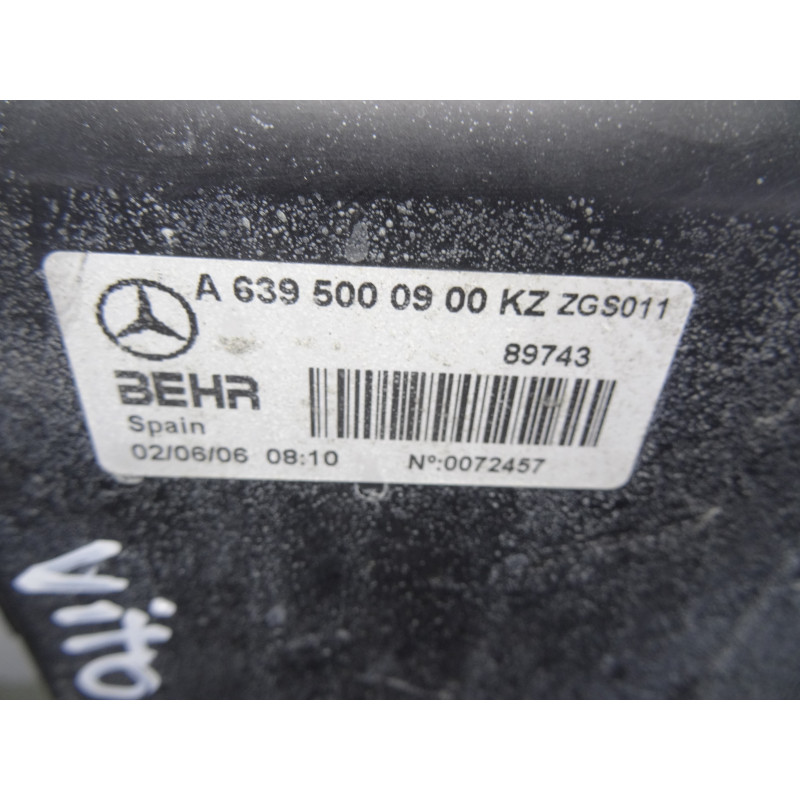 A 639 500 09 00 KZ ZGS011
89743
BEHR
Spain
02/06/06 08:10 Nº:0072457
Vito